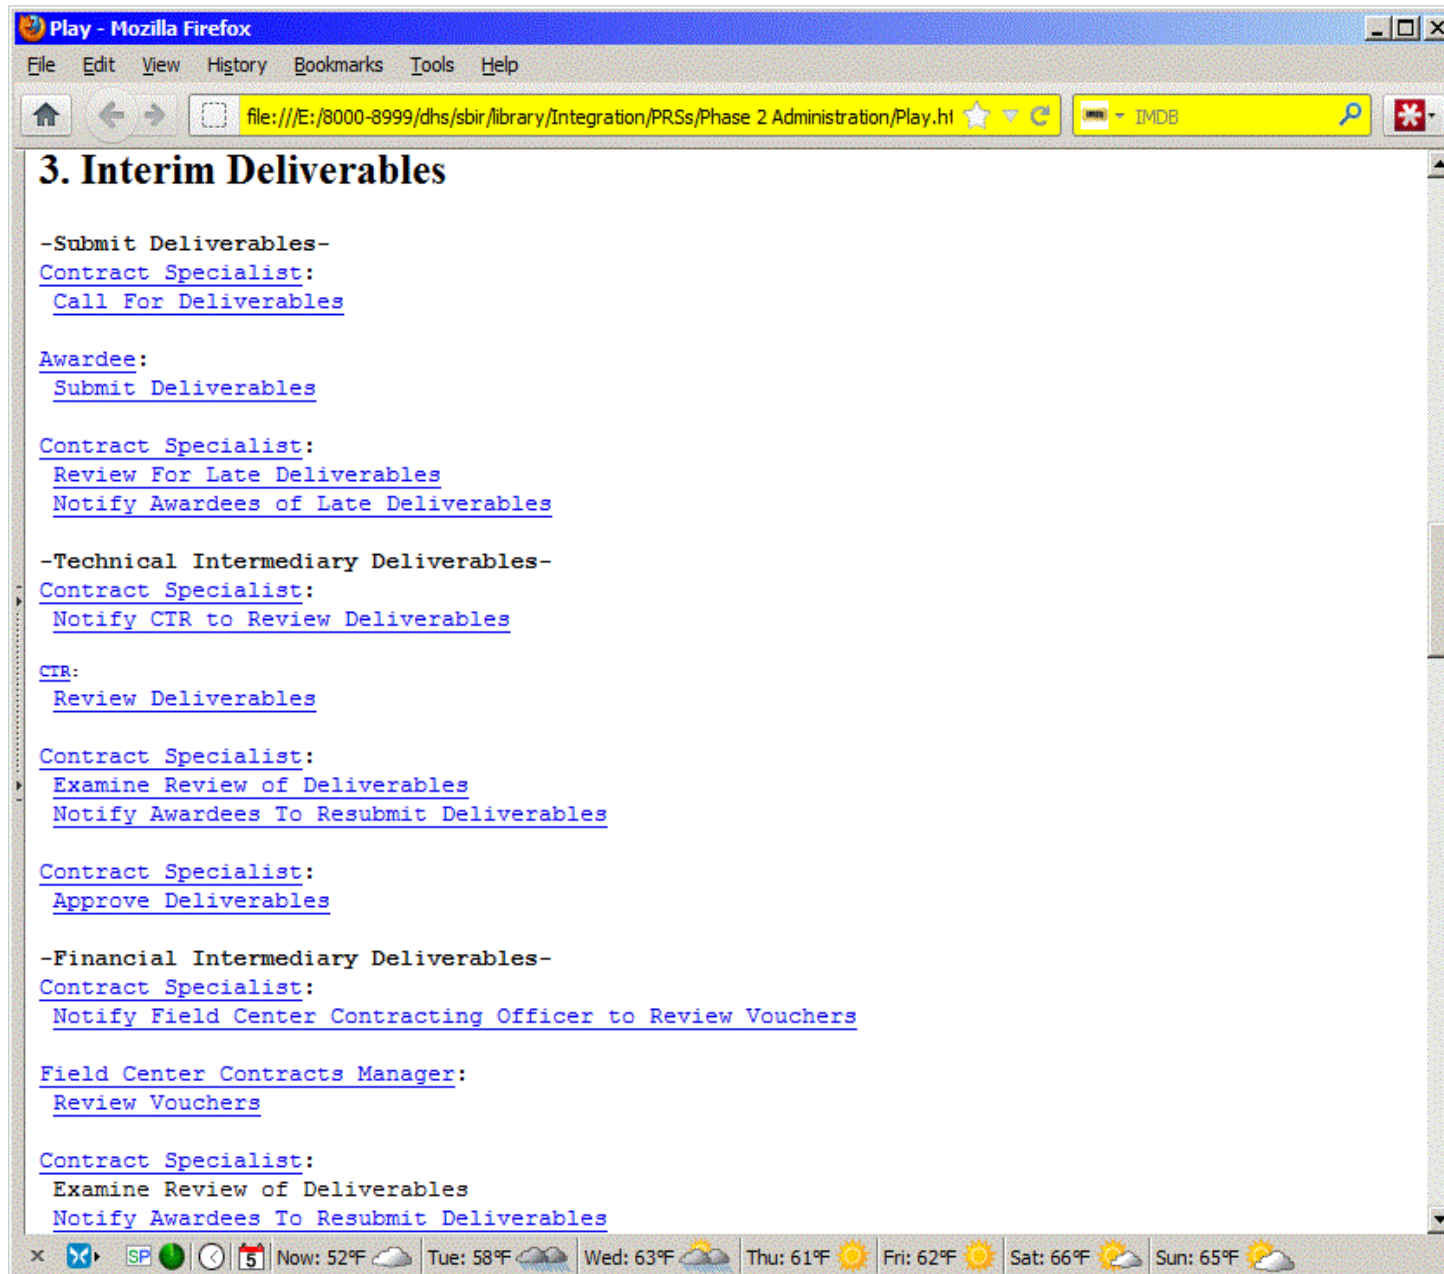 Play - Mozilla Firefox
File Edit View History Bookmarks Tools Help
file:///E:/8000-8999/dhs/sbir/library/Integration/PRSs/Phase 2 Administration/Play.ht IMDB
3. Interim Deliverables
-Submit Deliverables-
Contract Specialist:
Call For Deliverables
Awardee:
Submit Deliverables
Contract Specialist:
Review For Late Deliverables
Notify Awardees of Late Deliverables
-Technical Intermediary Deliverables-
Contract Specialist:
Notify CTR to Review Deliverables
CTR:
Review Deliverables
Contract Specialist:
Examine Review of Deliverables
Notify Awardees To Resubmit Deliverables
Contract Specialist:
Approve Deliverables
-Financial Intermediary Deliverables-
Contract Specialist:
Notify Field Center Contracting Officer to Review Vouchers
Field Center Contracts Manager:
Review Vouchers
Contract Specialist:
Examine Review of Deliverables
Notify Awardees To Resubmit Deliverables
SP 5 Now: 52°F Tue: 58°F Wed: 63°F Thu: 61°F Fri: 62°F Sat: 66°F Sun: 65°F